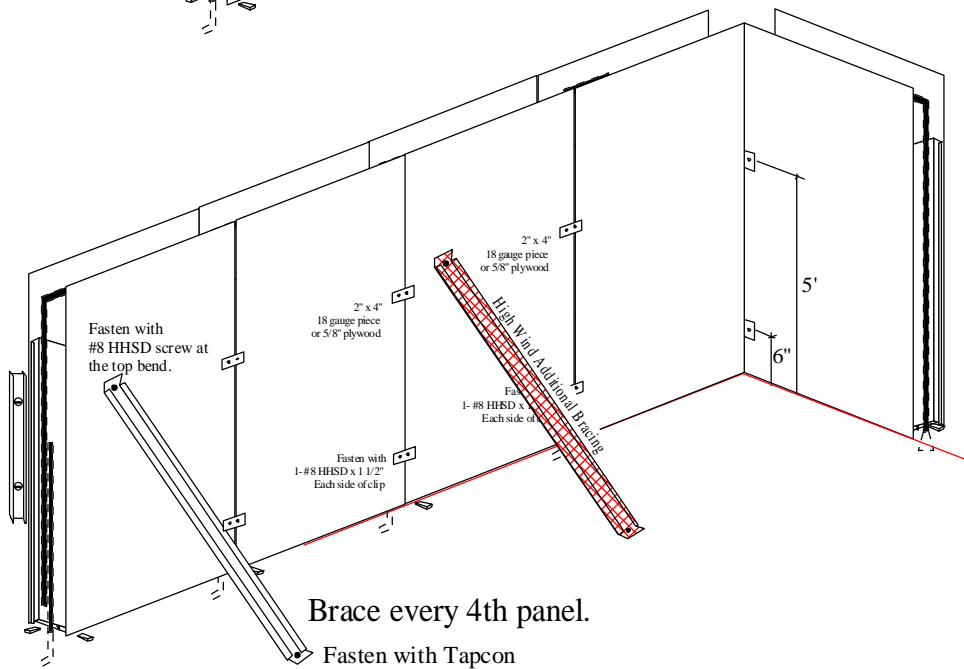 2" x 4"
18 gauge piece
or 5/8" plywood
5'
High Wind Additional Bracing
2" x 4"
18 gauge piece
or 5/8" plywood
Fasten with
#8 HHSD screw at
the top bend.
6"
1- #8 HHSD x
Each side of
Fasten with
1- #8 HHSD x 1 1/2"
Each side of clip
Brace every 4th panel.
Fasten with Tapcon